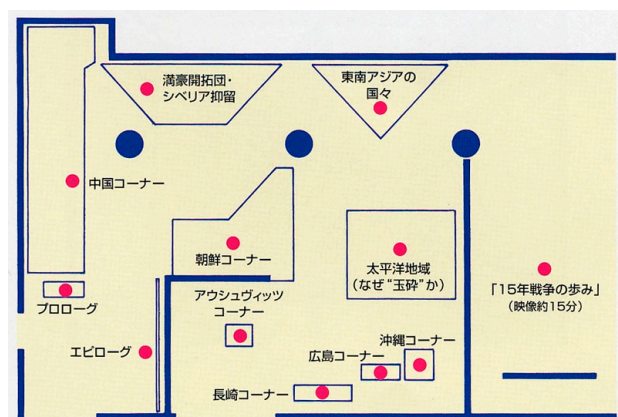 満豪開拓団・
シベリア抑留
東南アジアの
国々
中国コーナー
朝鮮コーナー
太平洋地域
(なぜ“玉砕”か)
「15年戦争の歩み」
(映像約15分)
プロローグ
アウシュヴィッツ
コーナー
エピローグ
広島コーナー
沖縄コーナー
長崎コーナー